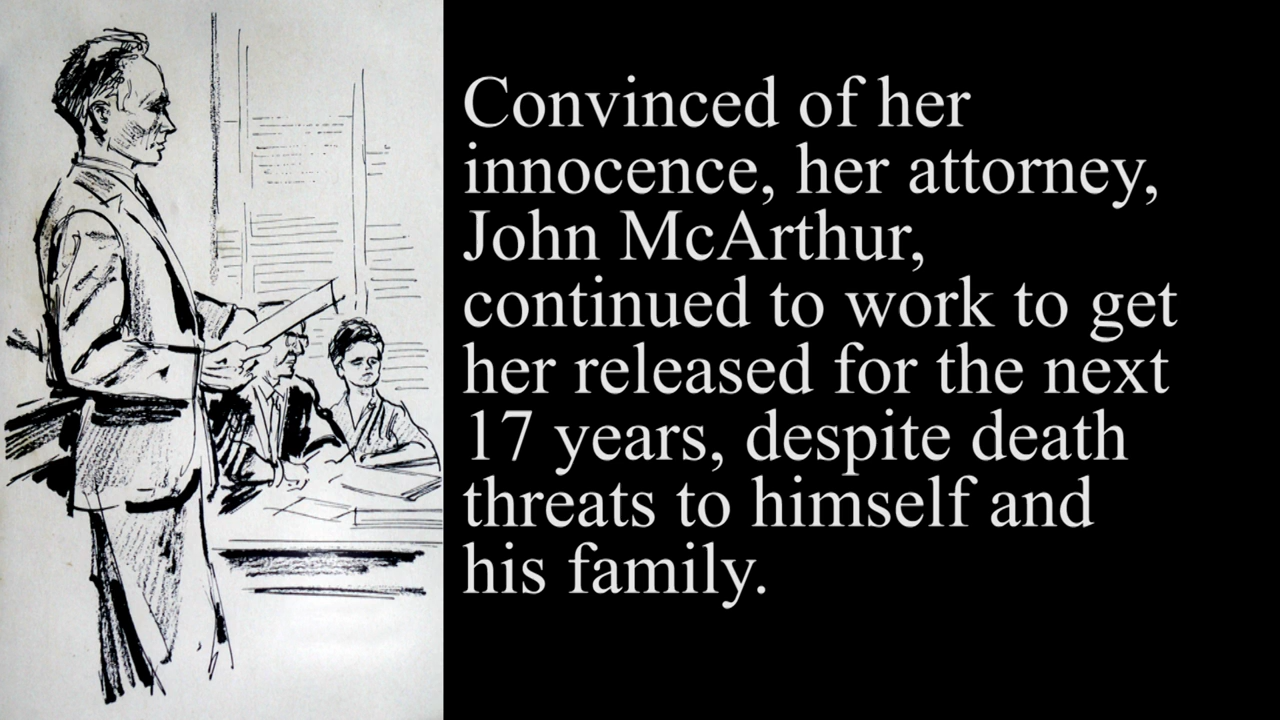 Convinced of her
innocence, her attorney,
John McArthur,
continued to work to get
her released for the next
17 years, despite death
threats to himself and
his family.